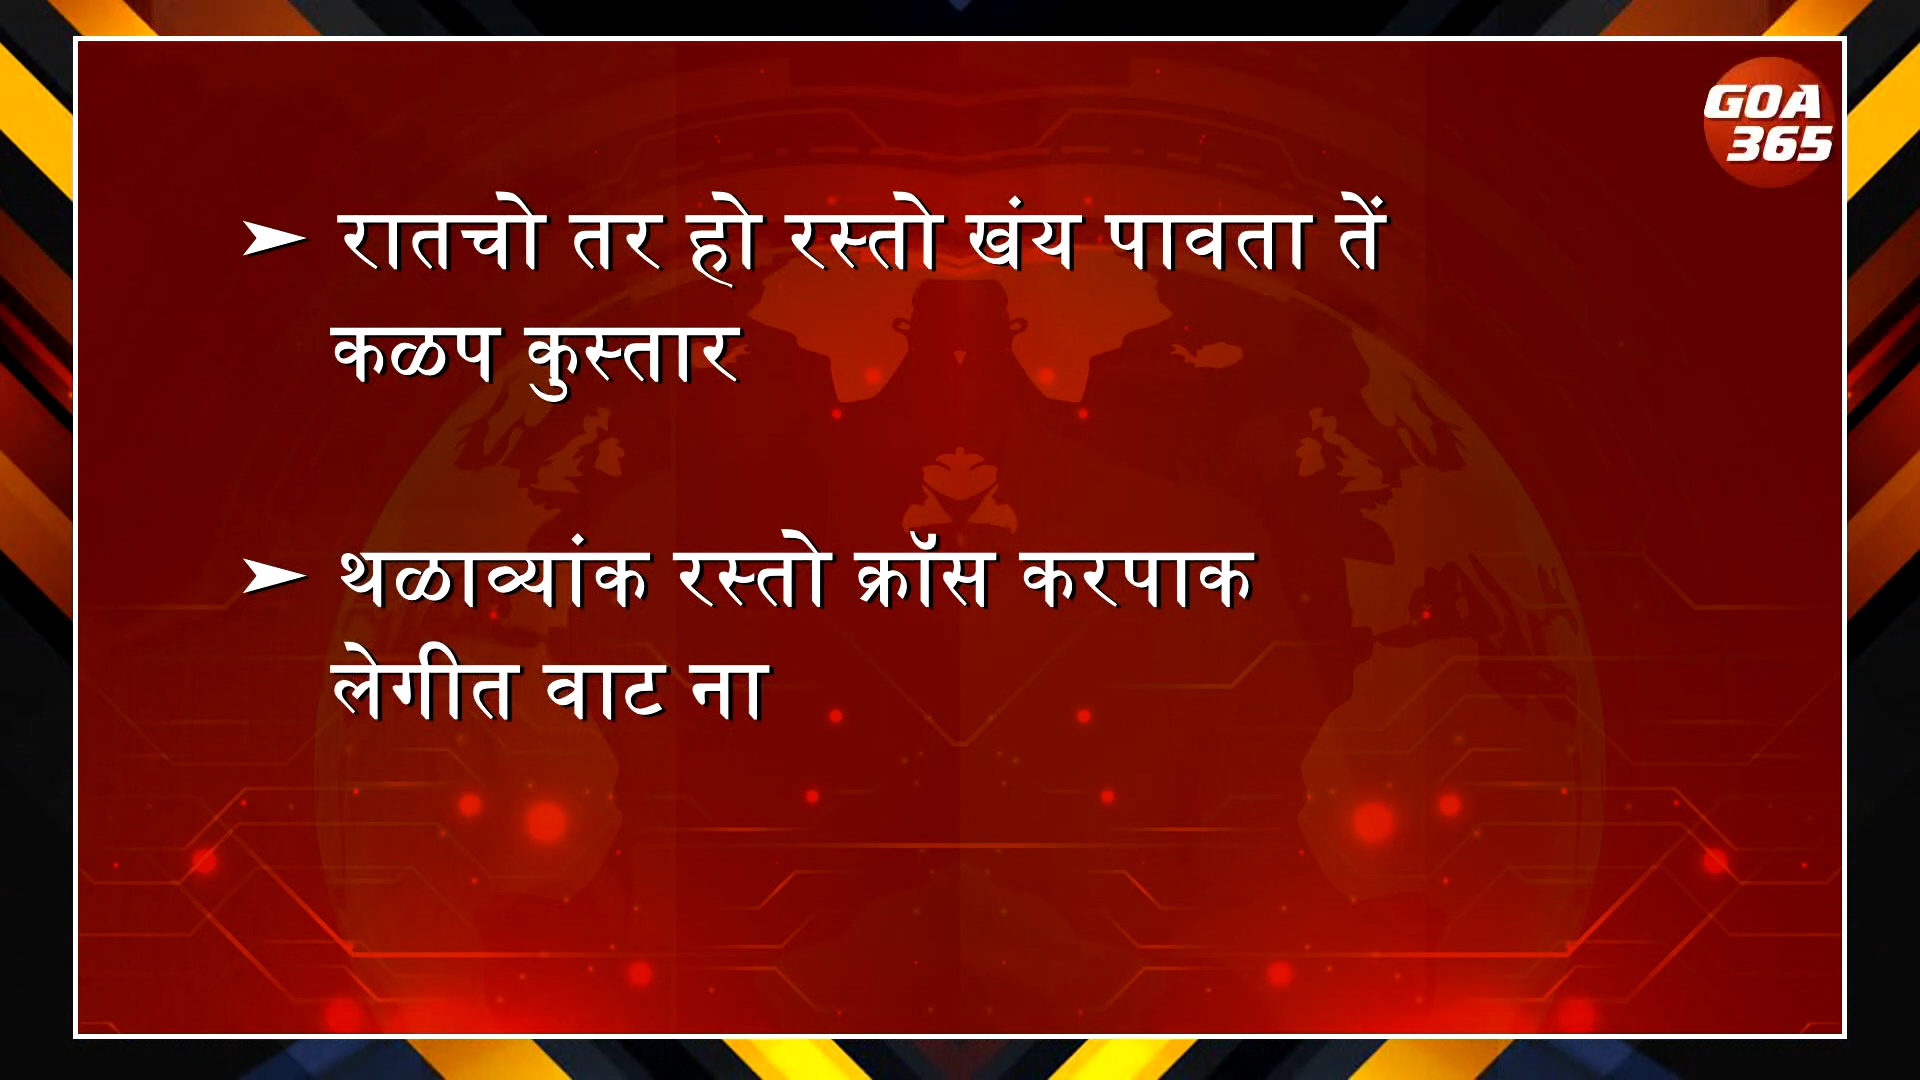 GOA
365
➤ रातचो तर हो रस्तो खंय पावता तें
कळप कुस्तार
➤ थळाव्यांक रस्तो क्रॉस करपाक
लेगीत वाट ना